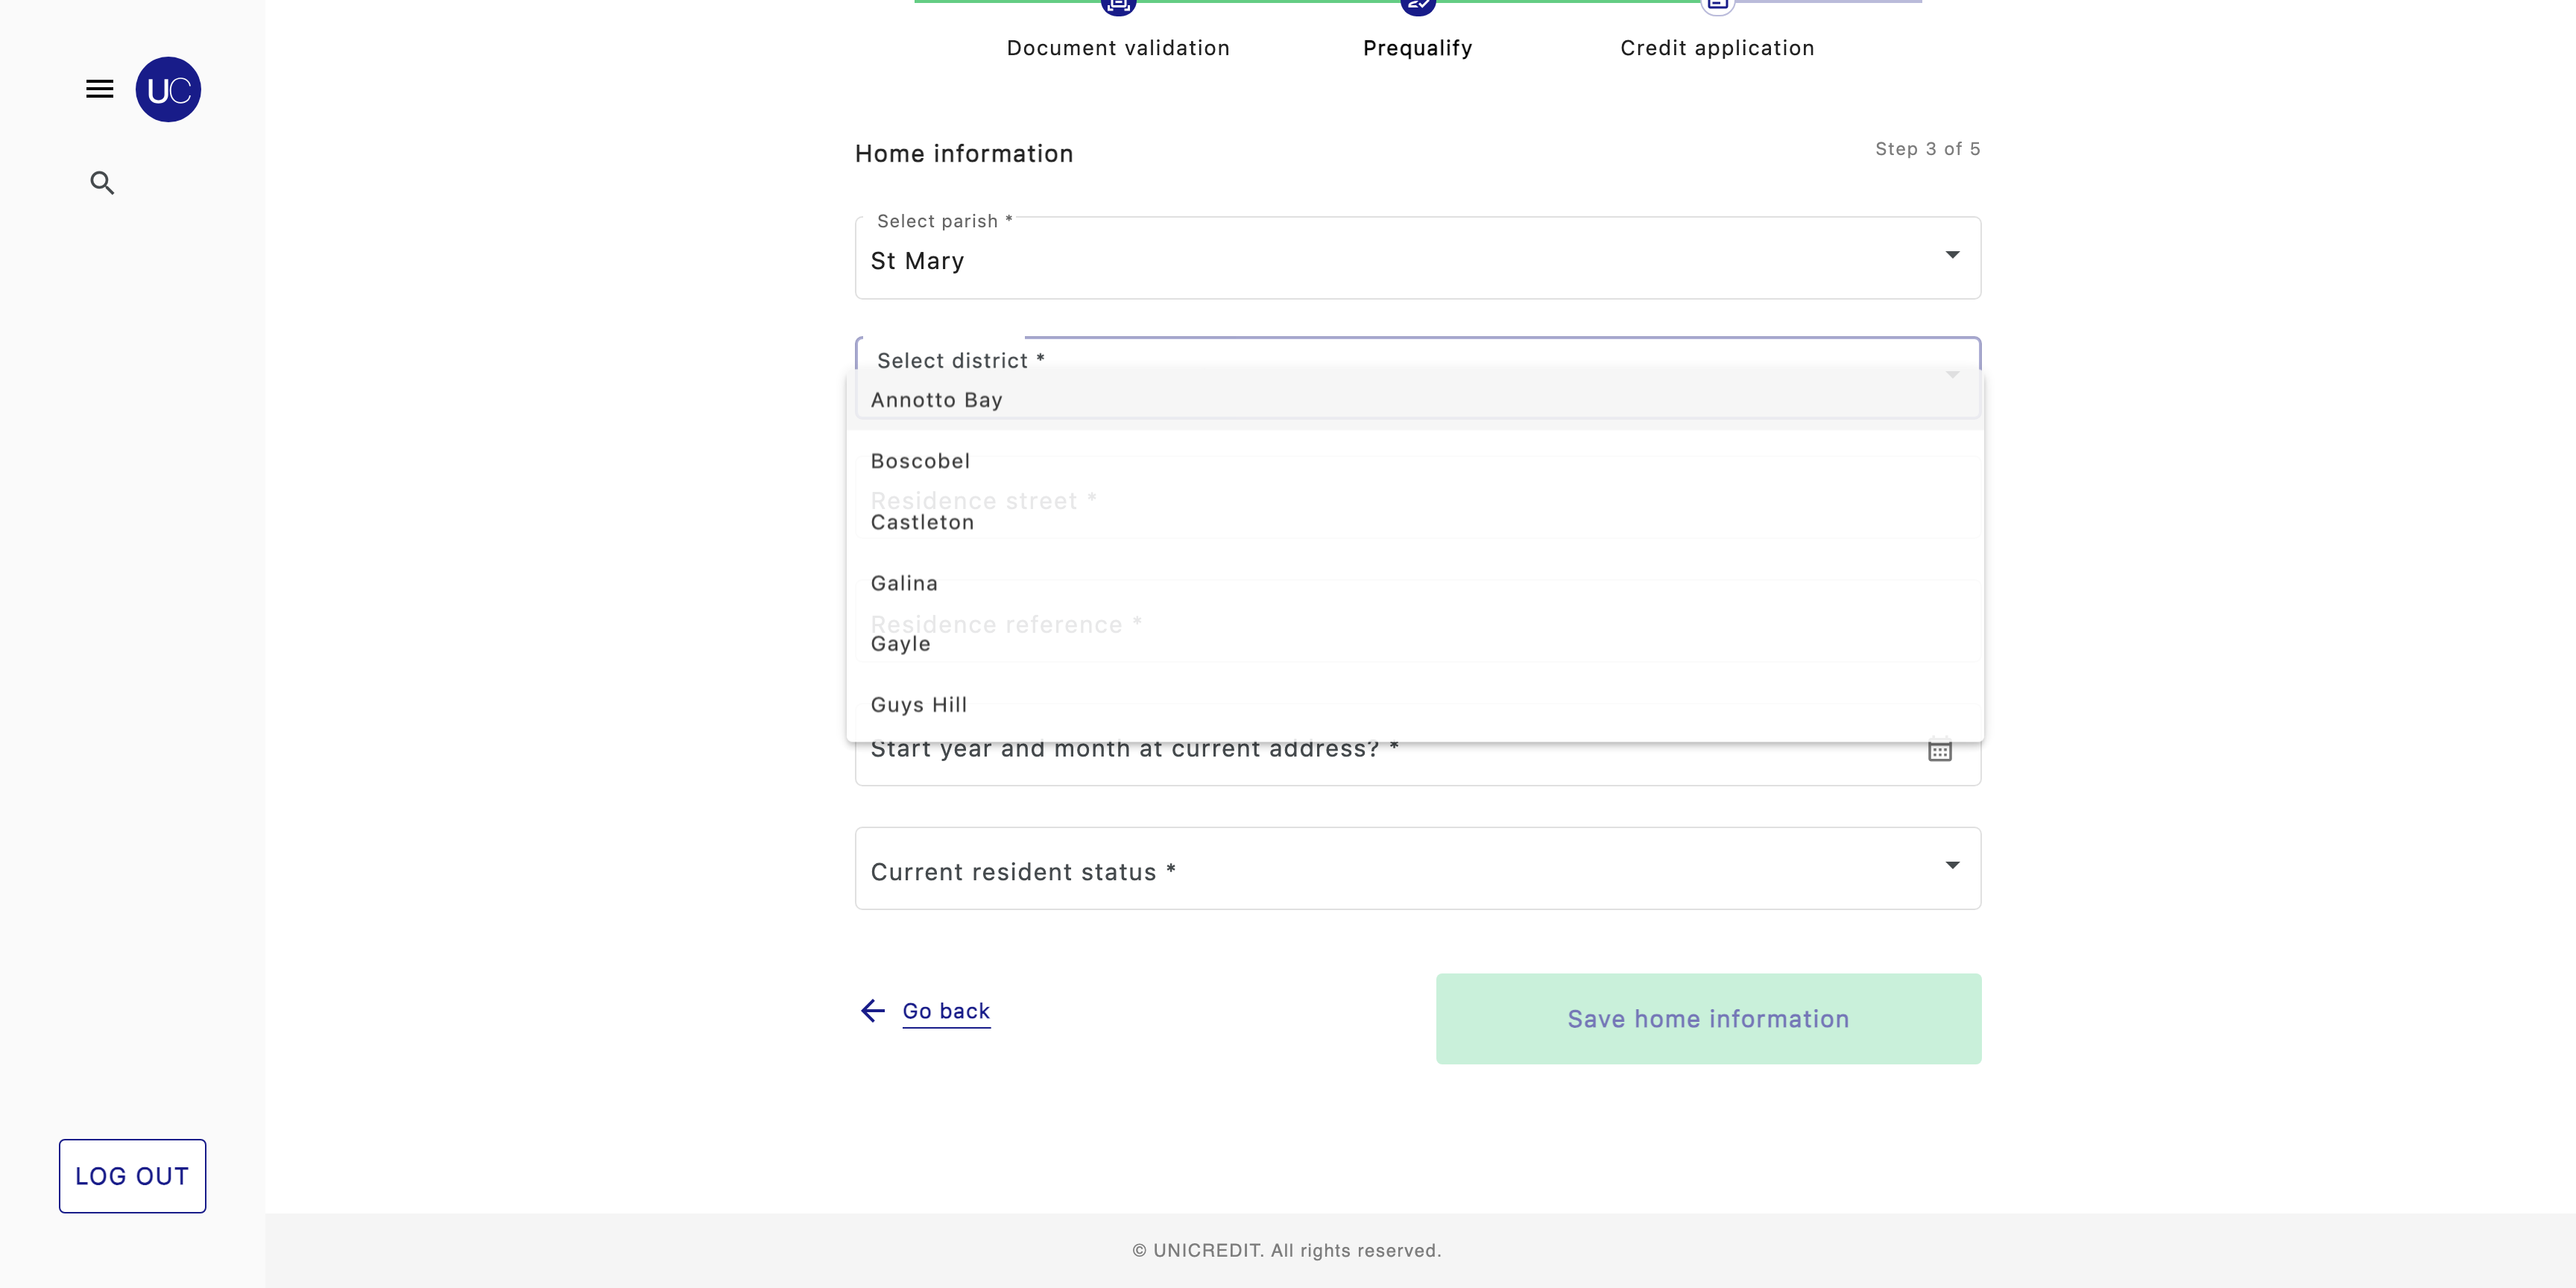 Document validation
Prequalify
Credit application
UC
Home information
Step 3 of 5
Select parish *
St Mary
Select district *
Annotto Bay
Boscobel
Residence street *
Castleton
Galina
Residence reference *
Gayle
Guys Hill
Start year and month at current address? *
Current resident status *
Go back
Save home information
LOG OUT
© UNICREDIT. All rights reserved.